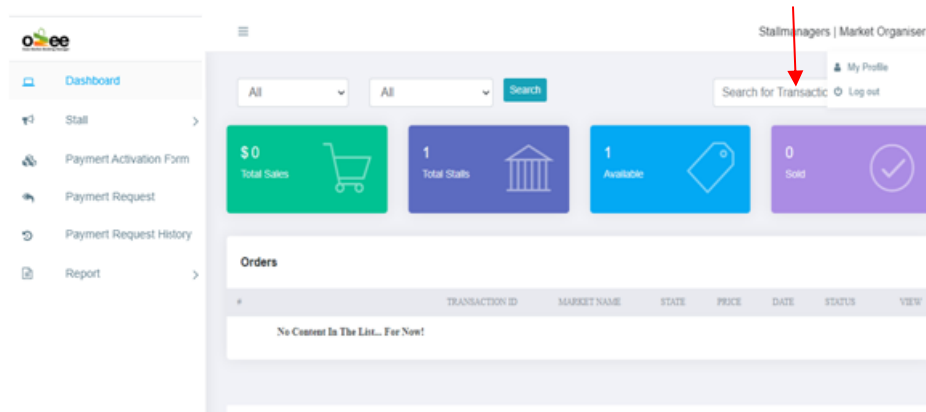 ozee
Stallmanagers | Market Organiser
My Profile
Log out
Dashboard
Stall
Payment Activation Form
Payment Request
Payment Request History
Report
All
All
Search
Search for Transactio
$ 0
Total Sales
1
Total Stalls
1
Available
0
Sold
Orders
# TRANSACTION ID MARKET NAME STATE PRICE DATE STATUS VIEW
No Content In The List... For Now!